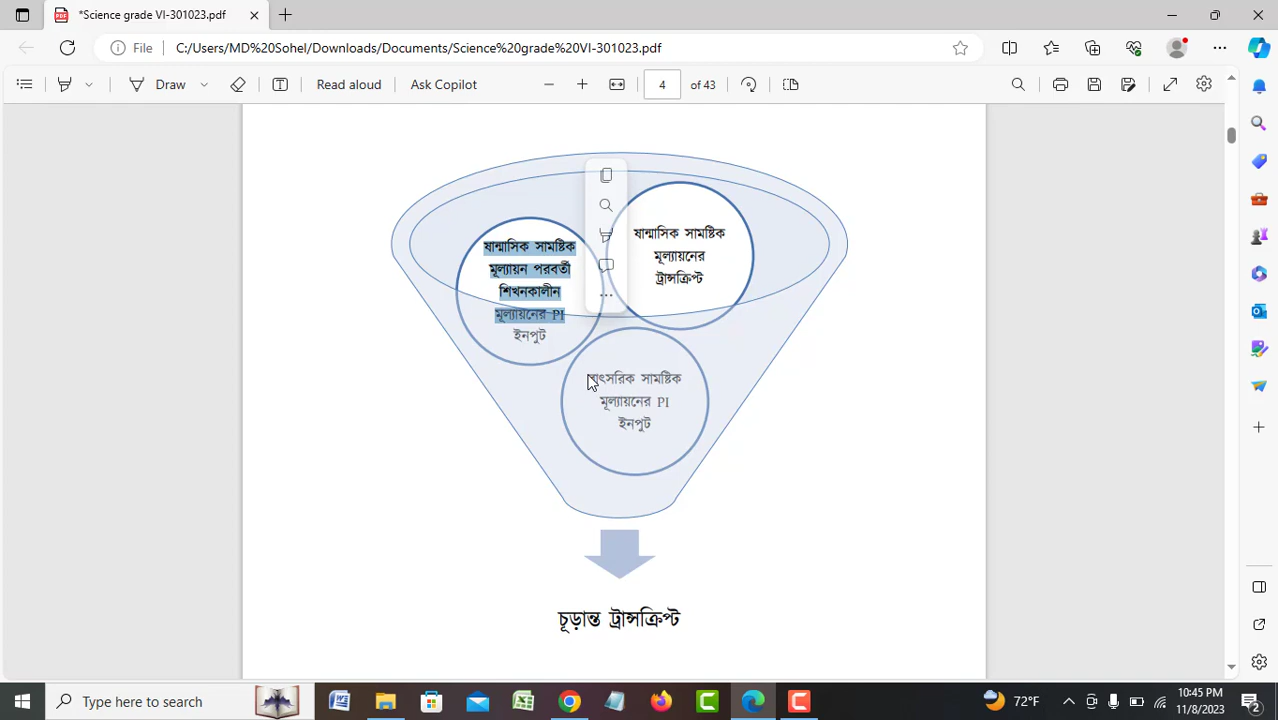 *Science grade VI-301023.pdf
File
C:/Users/MD%20Sohel/Downloads/Documents/Science%20grade%20VI-301023.pdf
Draw
Read aloud
Ask Copilot
4
of 43
ষান্মাসিক সামষ্টিক
মূল্যায়ন পরবর্তী
শিখনকালীন
মূল্যায়নের PI
ইনপুট
ষান্মাসিক সামষ্টিক
মূল্যায়নের
ট্রান্সক্রিপ্ট
বাৎসরিক সামষ্টিক
মূল্যায়নের PI
ইনপুট
চূড়ান্ত ট্রান্সক্রিপ্ট
Type here to search
72°F
10:45 PM
11/8/2023
2